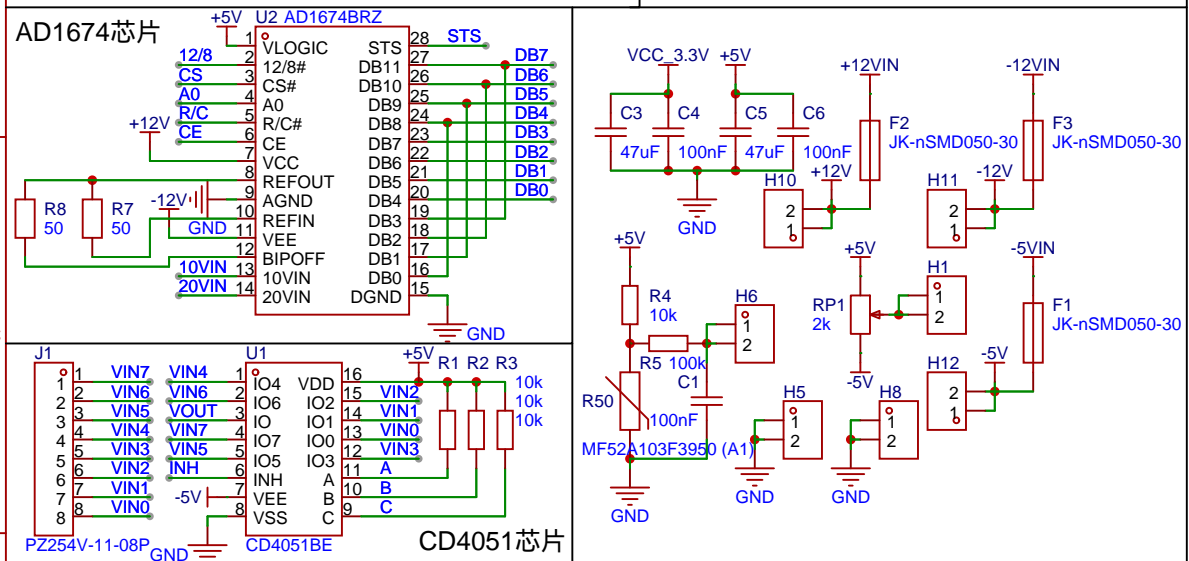 AD1674芯片
+5V
U2 AD1674BRZ
1 VLOGIC STS 28 STS
12/8 2 12/8# DB11 27 DB7
CS 3 CS# DB10 26 DB6
A0 4 A0 DB9 25 DB5
R/C 5 R/C# DB8 24 DB4
+12V
CE 6 CE DB7 23 DB3
7 VCC DB6 22 DB2
8 REFOUT DB5 21 DB1
9 AGND DB4 20 DB0
-12V
GND
10 REFIN DB3 19
11 VEE DB2 18
12 BIPOFF DB1 17
10VIN 13 10VIN DB0 16
20VIN 14 20VIN DGND 15
R8
50
R7
50
GND
J1
1 1 VIN7
2 2 VIN6
3 3 VIN5
4 4 VIN4
5 5 VIN3
6 6 VIN2
7 7 VIN1
8 8 VIN0
PZ254V-11-08P
U1
+5V
VIN4 1 IO4 VDD 16
VIN6 2 IO6 IO2 15 VIN2
VOUT 3 IO IO1 14 VIN1
VIN7 4 IO7 IO0 13 VIN0
VIN5 5 IO5 IO3 12 VIN3
INH 6 INH A 11 A
-5V 7 VEE B 10 B
8 VSS C 9 C
GND
CD4051BE
R1 R2 R3
10k
10k
10k
CD4051芯片
VCC_3.3V +5V
C3 C4 C5 C6
47uF 100nF 47uF 100nF
GND
+12VIN
F2
JK-nSMD050-30
+12V
H10
2
1
-12VIN
F3
JK-nSMD050-30
-12V
H11
2
1
+5V
R4
10k
R5 100k
H6
1
2
C1
100nF
R50
MF52A103F3950 (A1)
GND
+5V
RP1
2k
-5V
H1
1
2
-5VIN
F1
JK-nSMD050-30
-5V
H12
2
1
H5
1
2
GND
H8
1
2
GND